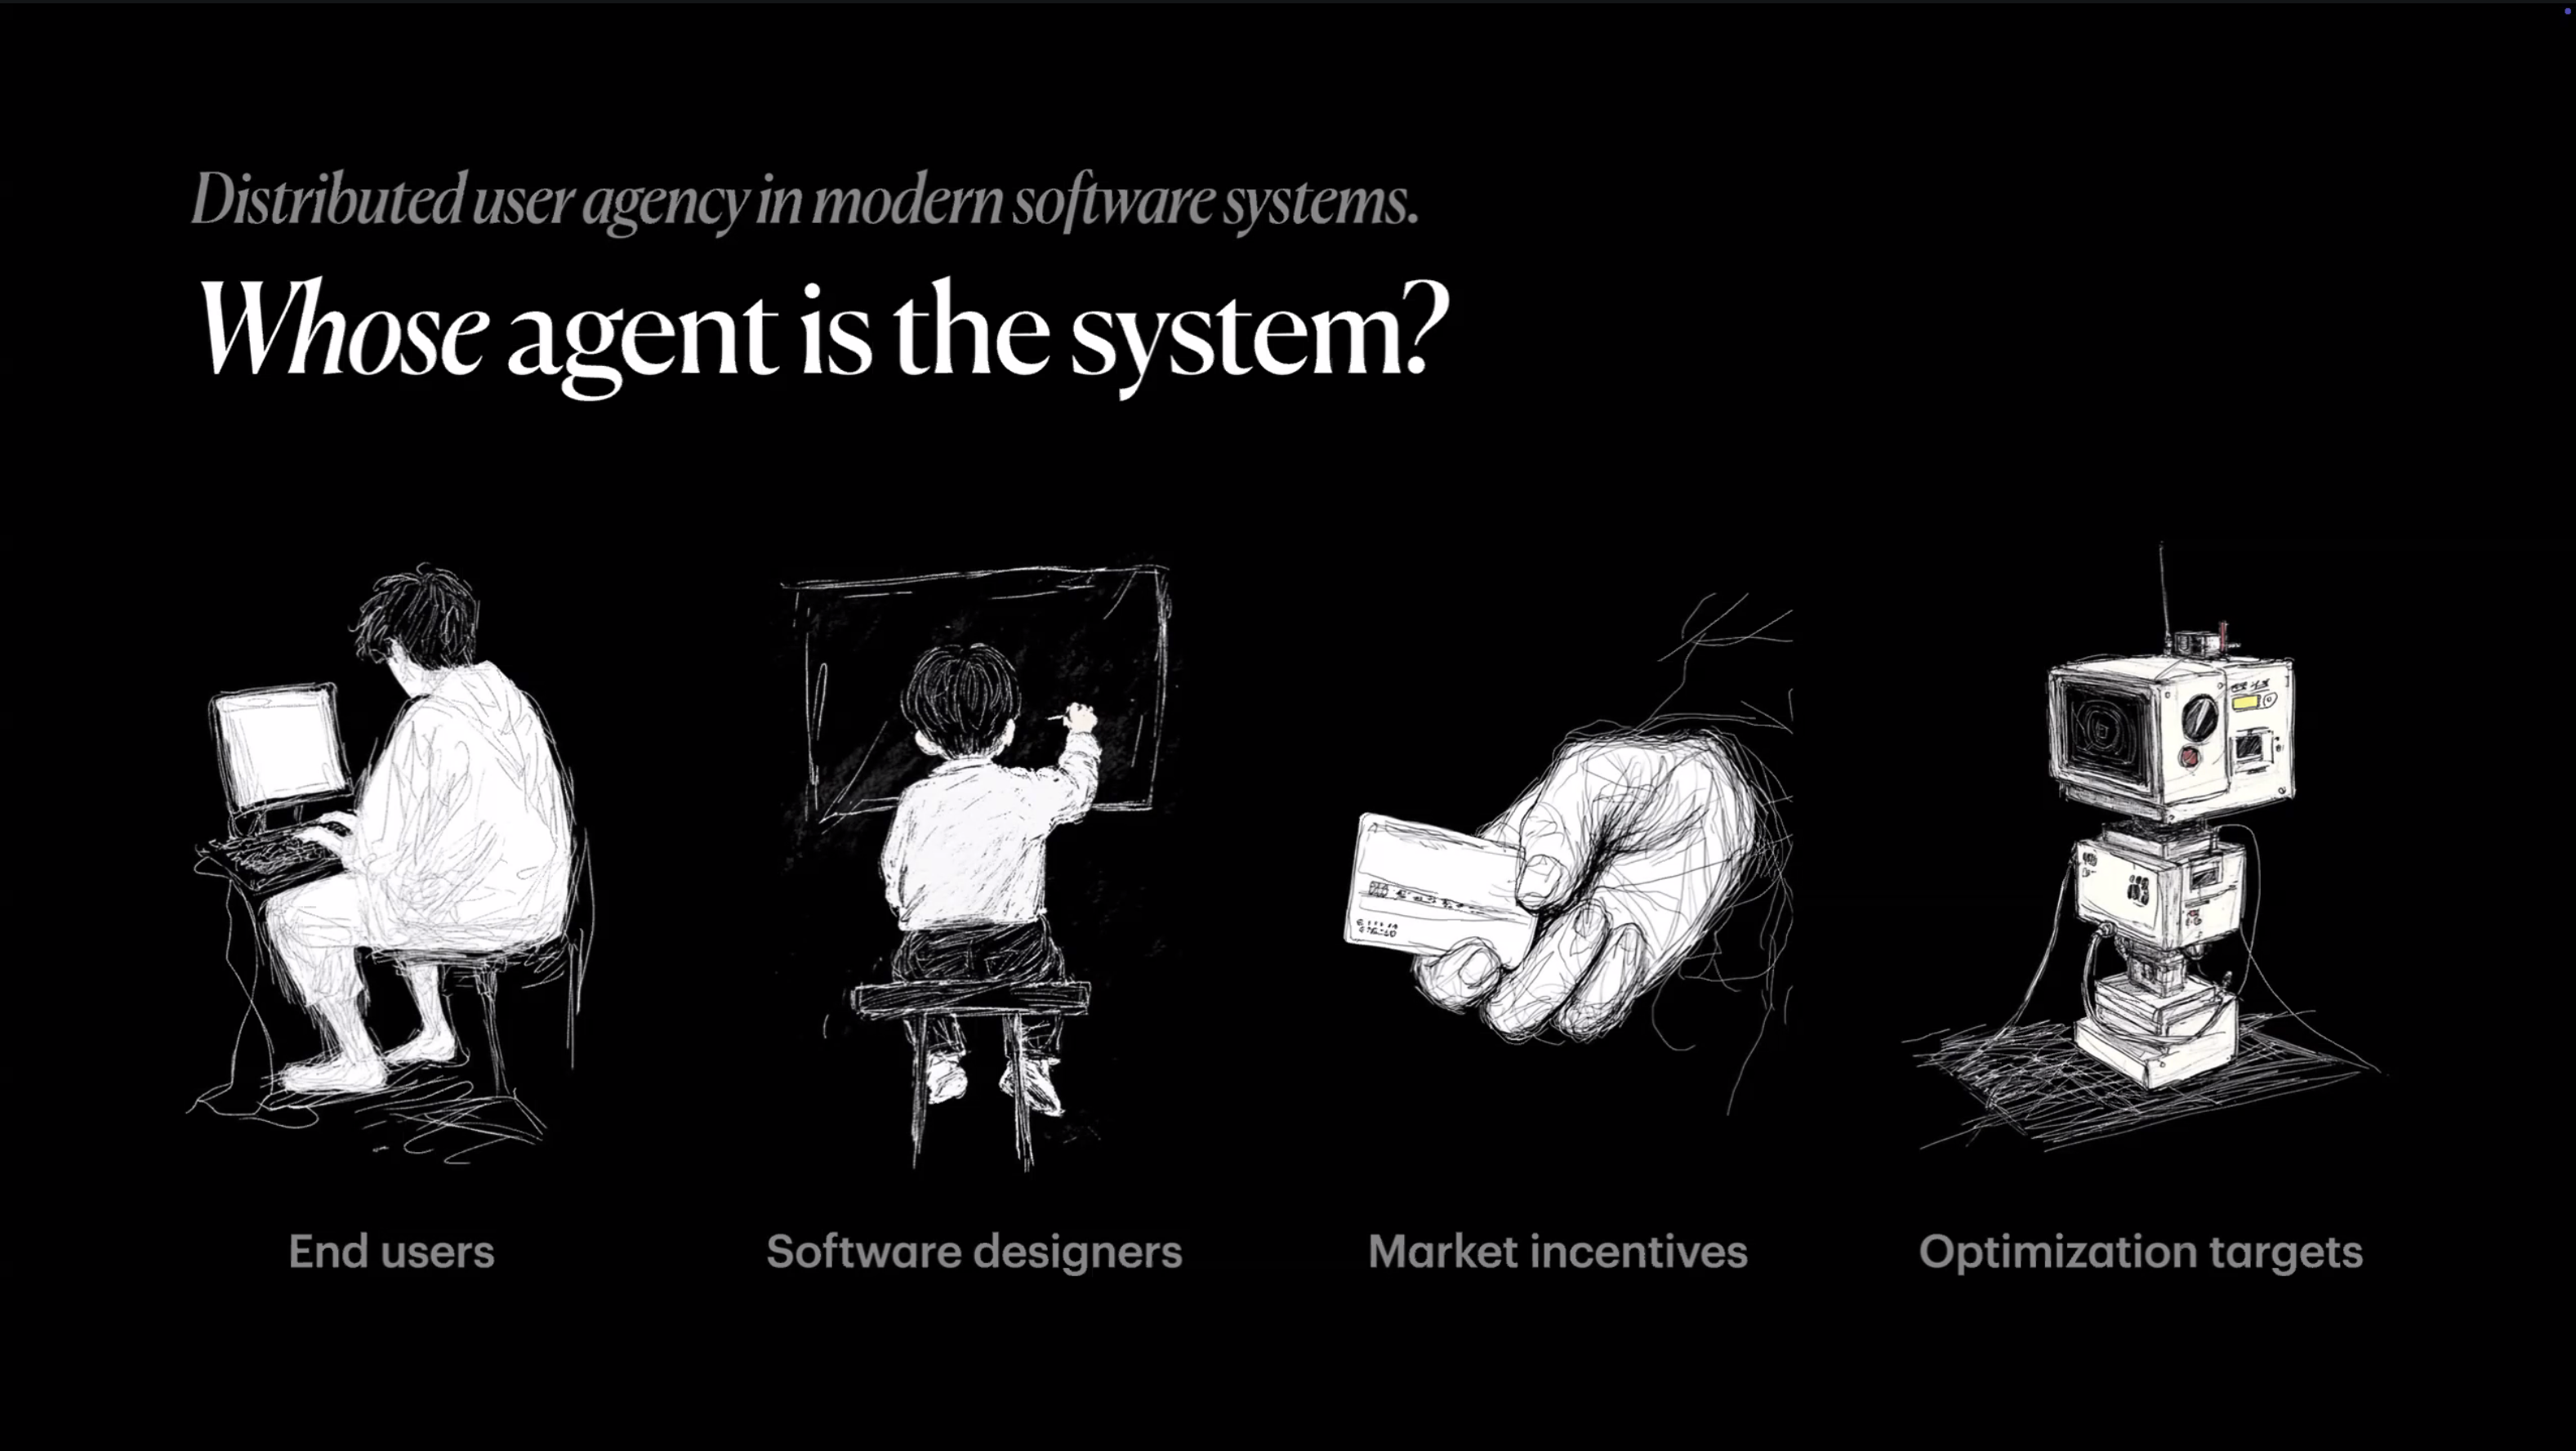 Distributed user agency in modern software systems.
Whose agent is the system?
End users
Software designers
Market incentives
Optimization targets